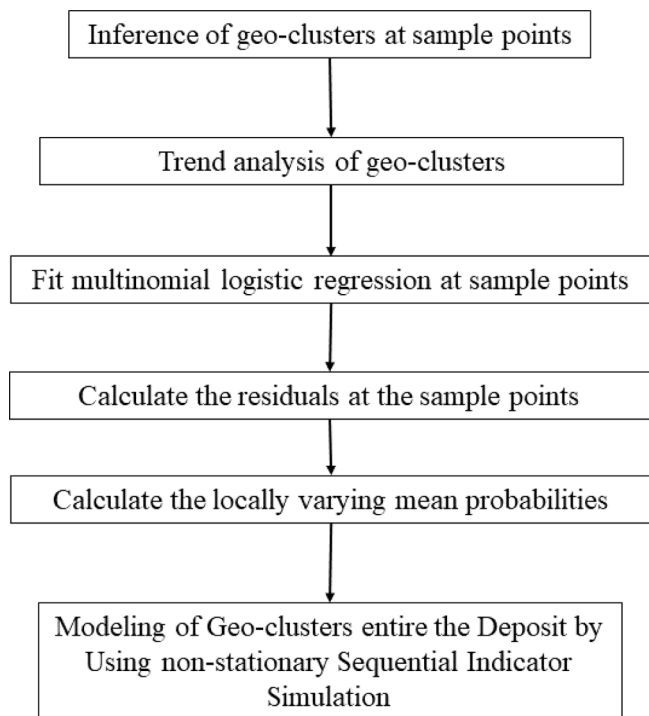 Inference of geo-clusters at sample points
Trend analysis of geo-clusters
Fit multinomial logistic regression at sample points
Calculate the residuals at the sample points
Calculate the locally varying mean probabilities
Modeling of Geo-clusters entire the Deposit by
Using non-stationary Sequential Indicator
Simulation